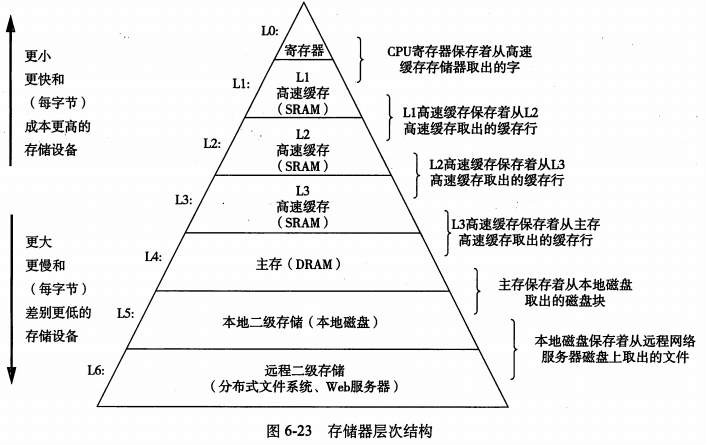 L0:
寄存器
CPU寄存器保存着从高速
缓存存储器取出的字
更小
更快和
（每字节）
成本更高的
存储设备
L1:
L1
高速缓存
（SRAM）
L1高速缓存保存着从L2
高速缓存取出的缓存行
L2:
L2
高速缓存
（SRAM）
L2高速缓存保存着从L3
高速缓存取出的缓存行
L3:
L3
高速缓存
（SRAM）
L3高速缓存保存着从主存
高速缓存取出的缓存行
更大
更慢和
（每字节）
差别更低的
存储设备
L4:
主存（DRAM）
主存保存着从本地磁盘
取出的磁盘块
L5:
本地二级存储（本地磁盘）
本地磁盘保存着从远程网络
服务器磁盘上取出的文件
L6:
远程二级存储
（分布式文件系统、Web服务器）
图 6-23 存储器层次结构